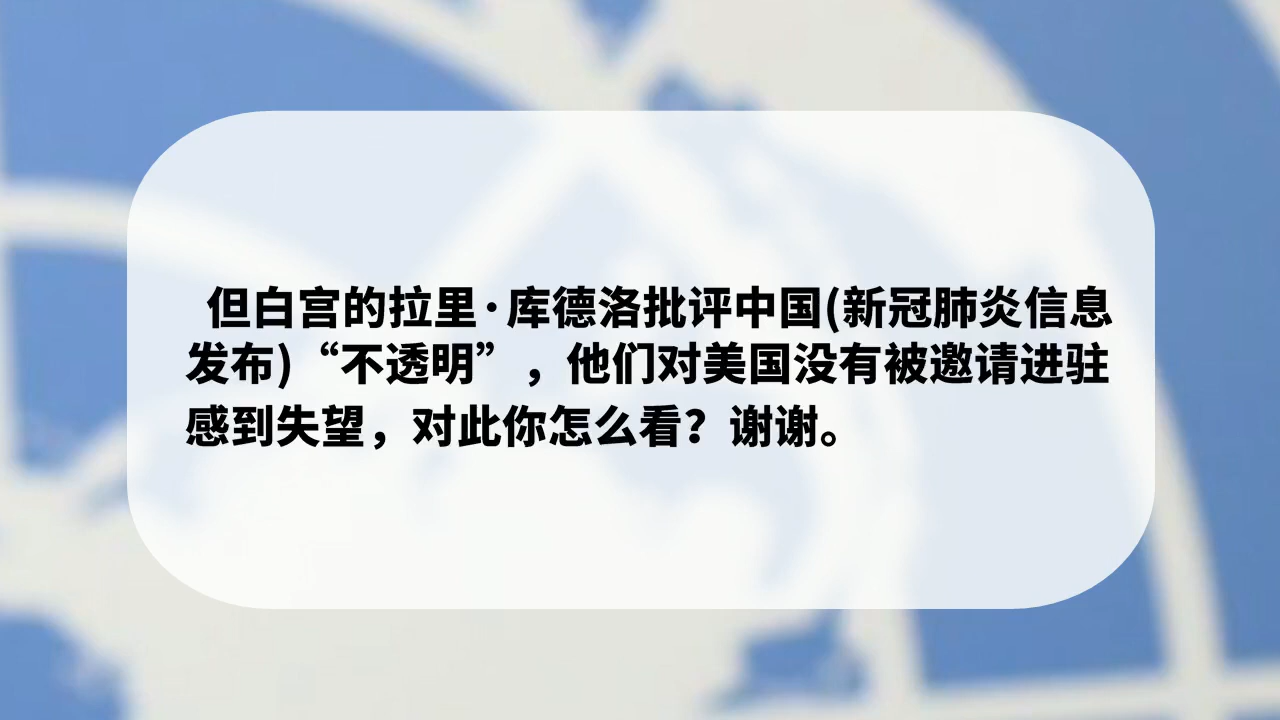 但白宫的拉里·库德洛批评中国(新冠肺炎信息
发布)“不透明”，他们对美国没有被邀请进驻
感到失望，对此你怎么看？谢谢。